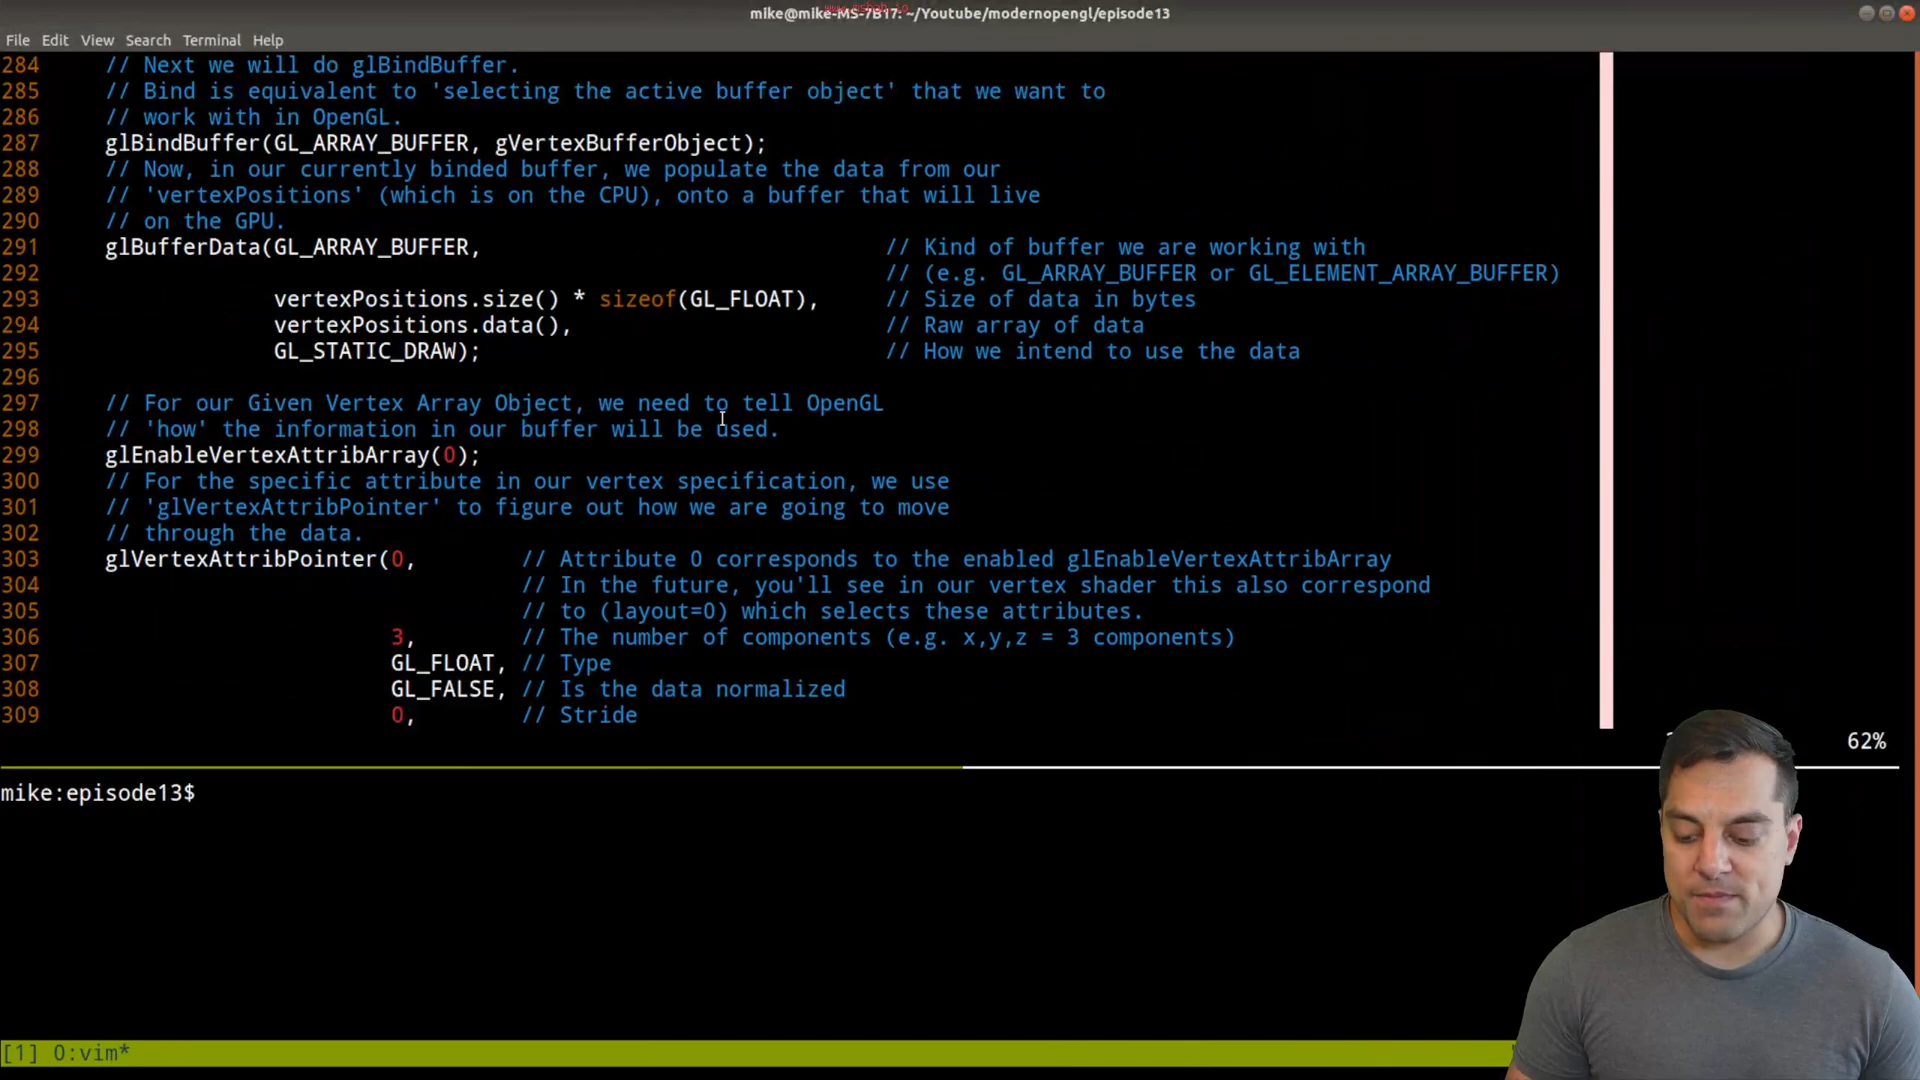 www.mshah.io
mike@mike-MS-7B17: ~/Youtube/modernopengl/episode13
File Edit View Search Terminal Help
284 // Next we will do glBindBuffer.
285 // Bind is equivalent to 'selecting the active buffer object' that we want to
286 // work with in OpenGL.
287 glBindBuffer(GL_ARRAY_BUFFER, gVertexBufferObject);
288 // Now, in our currently binded buffer, we populate the data from our
289 // 'vertexPositions' (which is on the CPU), onto a buffer that will live
290 // on the GPU.
291 glBufferData(GL_ARRAY_BUFFER, // Kind of buffer we are working with
292 // (e.g. GL_ARRAY_BUFFER or GL_ELEMENT_ARRAY_BUFFER)
293 vertexPositions.size() * sizeof(GL_FLOAT), // Size of data in bytes
294 vertexPositions.data(), // Raw array of data
295 GL_STATIC_DRAW); // How we intend to use the data
296
297 // For our Given Vertex Array Object, we need to tell OpenGL
298 // 'how' the information in our buffer will be used.
299 glEnableVertexAttribArray(0);
300 // For the specific attribute in our vertex specification, we use
301 // 'glVertexAttribPointer' to figure out how we are going to move
302 // through the data.
303 glVertexAttribPointer(0, // Attribute 0 corresponds to the enabled glEnableVertexAttribArray
304 // In the future, you'll see in our vertex shader this also correspond
305 // to (layout=0) which selects these attributes.
306 3, // The number of components (e.g. x,y,z = 3 components)
307 GL_FLOAT, // Type
308 GL_FALSE, // Is the data normalized
309 0, // Stride
62%
mike:episode13$
[1] 0:vim*